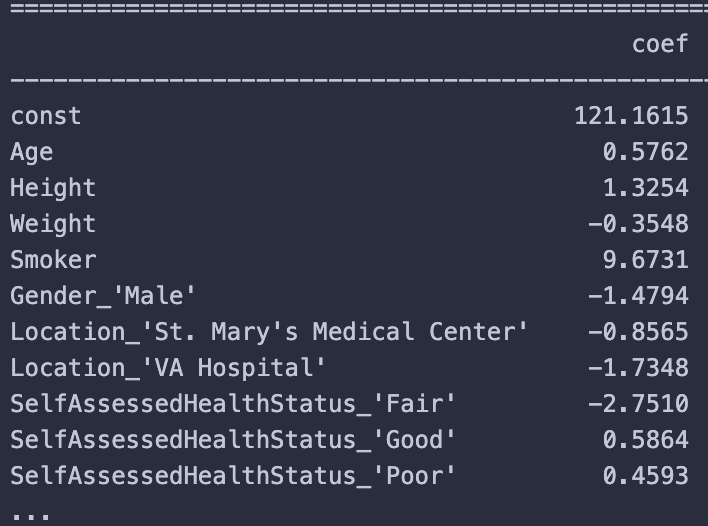 ==================================================
coef
--------------------------------------------------
const 121.1615
Age 0.5762
Height 1.3254
Weight -0.3548
Smoker 9.6731
Gender_'Male' -1.4794
Location_'St. Mary's Medical Center' -0.8565
Location_'VA Hospital' -1.7348
SelfAssessedHealthStatus_'Fair' -2.7510
SelfAssessedHealthStatus_'Good' 0.5864
SelfAssessedHealthStatus_'Poor' 0.4593
...